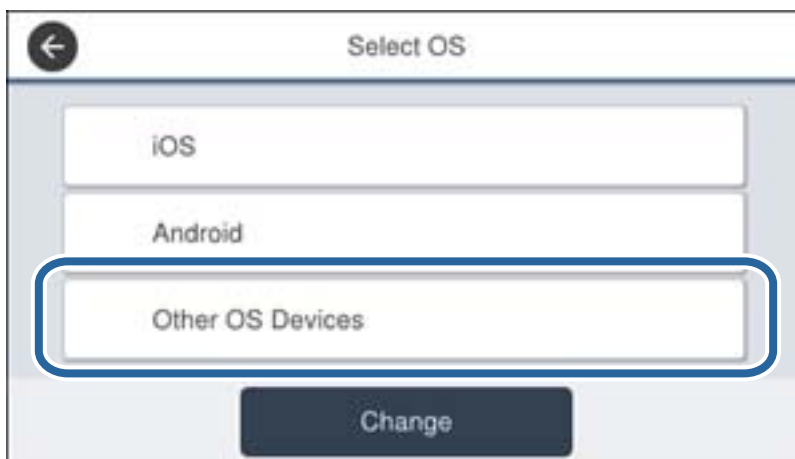 Select OS
iOS
Android
Other OS Devices
Change